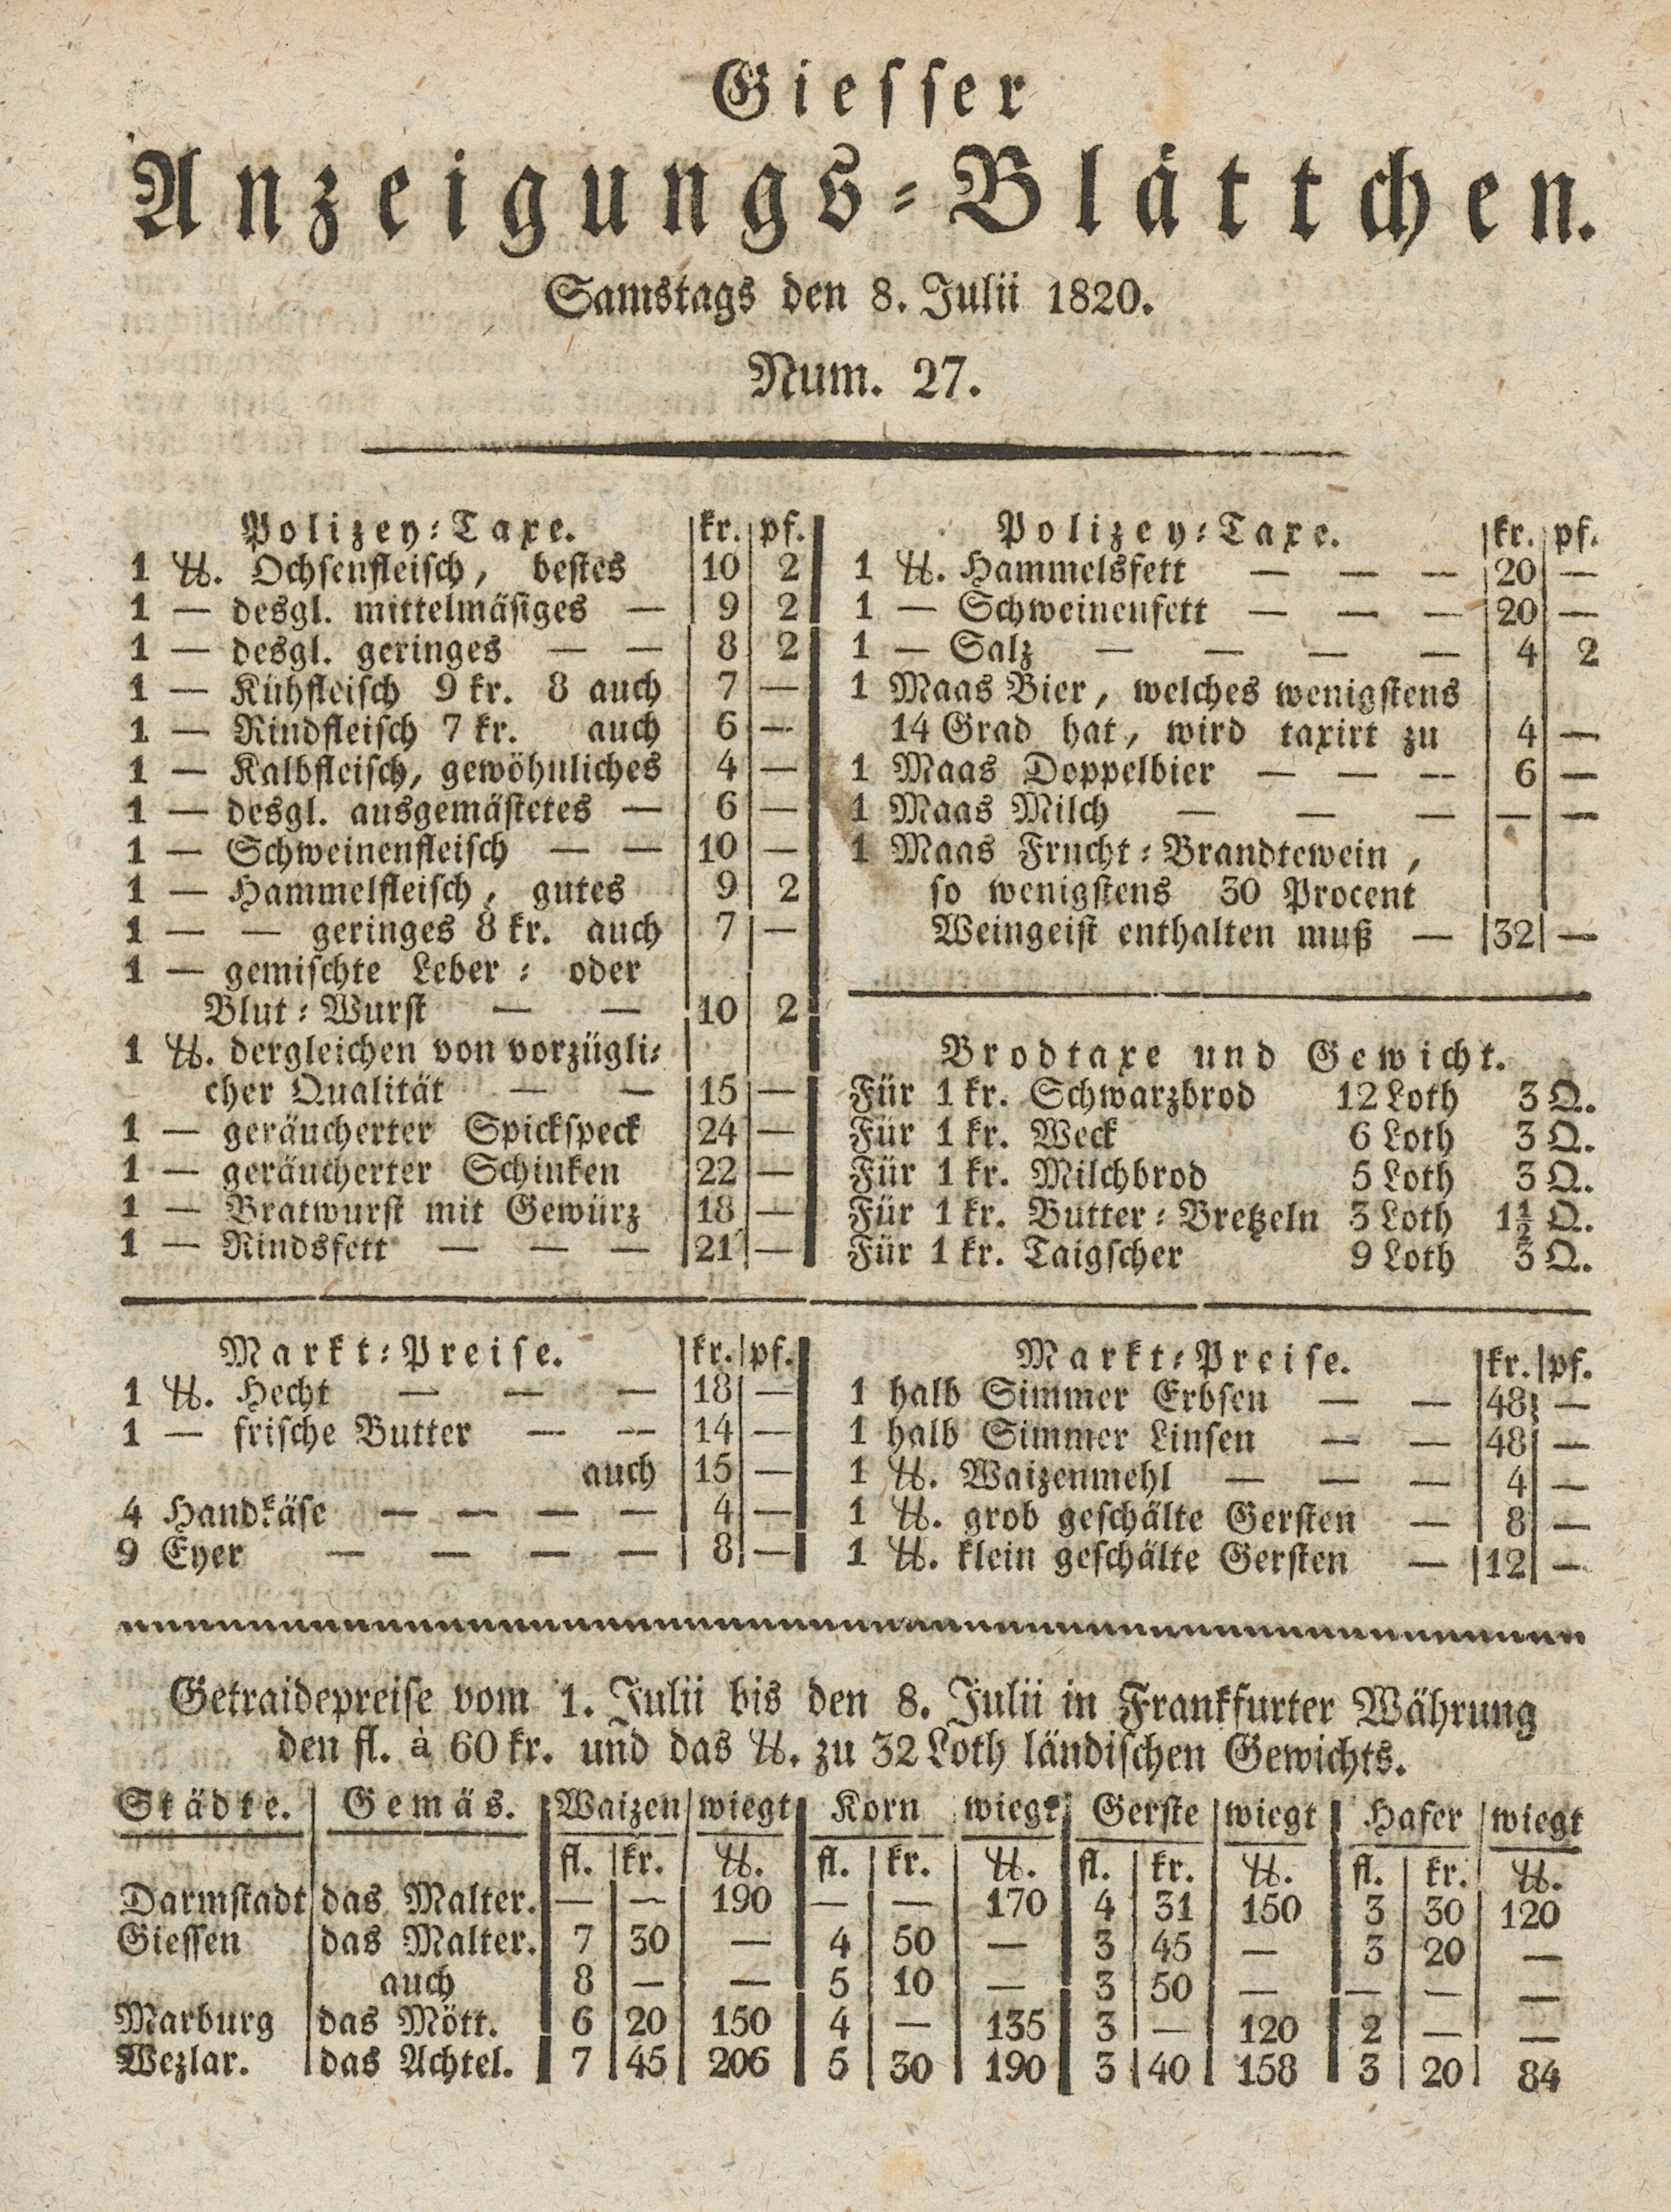 Giesser
Anzeigungs-Blättchen.
Samstags den 8. Julii 1820.
Num. 27.
Polizey-Taxe. kr. pf.
1 ℔. Ochsenfleisch, bestes 10 2
1 — desgl. mittelmäsiges — 9 2
1 — desgl. geringes — — 8 2
1 — Kühfleisch 9 kr. 8 auch 7 —
1 — Rindfleisch 7 kr. auch 6 —
1 — Kalbfleisch, gewöhnliches 4 —
1 — desgl. ausgemästetes — 6 —
1 — Schweinenfleisch — — 10 —
1 — Hammelfleisch, gutes 9 2
1 — — geringes 8 kr. auch 7 —
1 — gemischte Leber- oder
Blut-Wurst — — 10 2
1 ℔. dergleichen von vorzügli-
cher Qualität — — 15 —
1 — geräucherter Spickspeck 24 —
1 — geräucherter Schinken 22 —
1 — Bratwurst mit Gewürz 18 —
1 — Rindsfett — — — 21 —
Polizey-Taxe. kr. pf.
1 ℔. Hammelsfett — — — 20 —
1 — Schweinenfett — — — 20 —
1 — Salz — — — — 4 2
1 Maas Bier, welches wenigstens
14 Grad hat, wird taxirt zu 4 —
1 Maas Doppelbier — — — 6 —
1 Maas Milch — — — — —
1 Maas Frucht-Brandtewein,
so wenigstens 30 Procent
Weingeist enthalten muß — 32 —
Brodtaxe und Gewicht.
Für 1 kr. Schwarzbrod 12 Loth 3 Q.
Für 1 kr. Weck 6 Loth 3 Q.
Für 1 kr. Milchbrod 5 Loth 3 Q.
Für 1 kr. Butter-Bretzeln 3 Loth 1½ Q.
Für 1 kr. Taigscher 9 Loth 3 Q.
Markt-Preise. kr. pf.
1 ℔. Hecht — — — 18 —
1 — frische Butter — — 14 —
auch 15 —
4 Handkäse — — — — 4 —
9 Eyer — — — — 8 —
Markt-Preise. kr. pf.
1 halb Simmer Erbsen — — 48 —
1 halb Simmer Linsen — — 48 —
1 ℔. Waizenmehl — — — 4 —
1 ℔. grob geschälte Gersten — 8 —
1 ℔. klein geschälte Gersten — 12 —
Getraidepreise vom 1. Julii bis den 8. Julii in Frankfurter Währung
den fl. à 60 kr. und das ℔. zu 32 Loth ländischen Gewichts.
Städte. Gemäs. Waizen wiegt Korn wiegt Gerste wiegt Hafer wiegt
fl. kr. ℔. fl. kr. ℔. fl. kr. ℔. fl. kr. ℔.
Darmstadt das Malter. — — 190 — — 170 4 31 150 3 30 120
Giessen das Malter. 7 30 — 4 50 — 3 45 — 3 20 —
auch 8 — — 5 10 — 3 50 — — — —
Marburg das Mött. 6 20 150 4 — 135 3 — 120 2 — —
Wezlar. das Achtel. 7 45 206 5 30 190 3 40 158 3 20 84